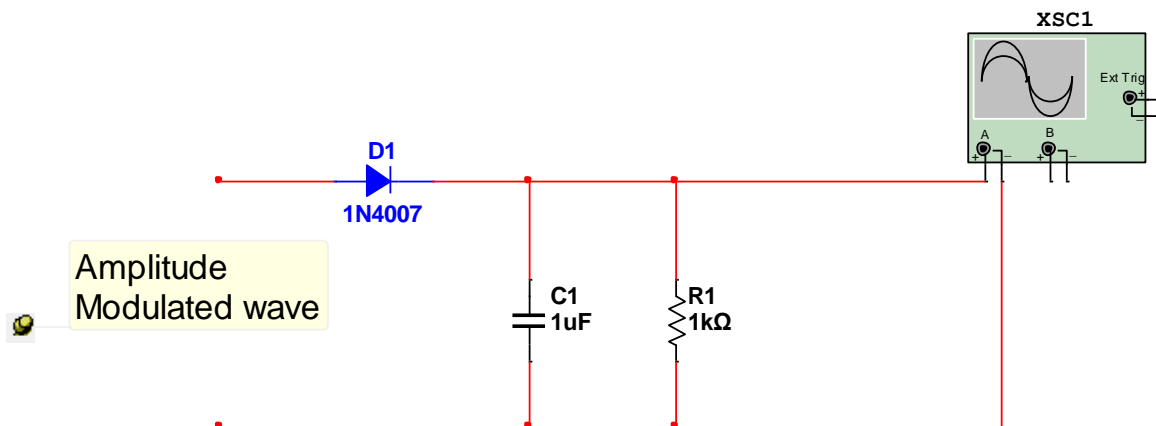 XSC1
Ext Trig
+
_
A
B
+
_
+
_
D1
1N4007
Amplitude
Modulated wave
C1
1uF
R1
1kΩ